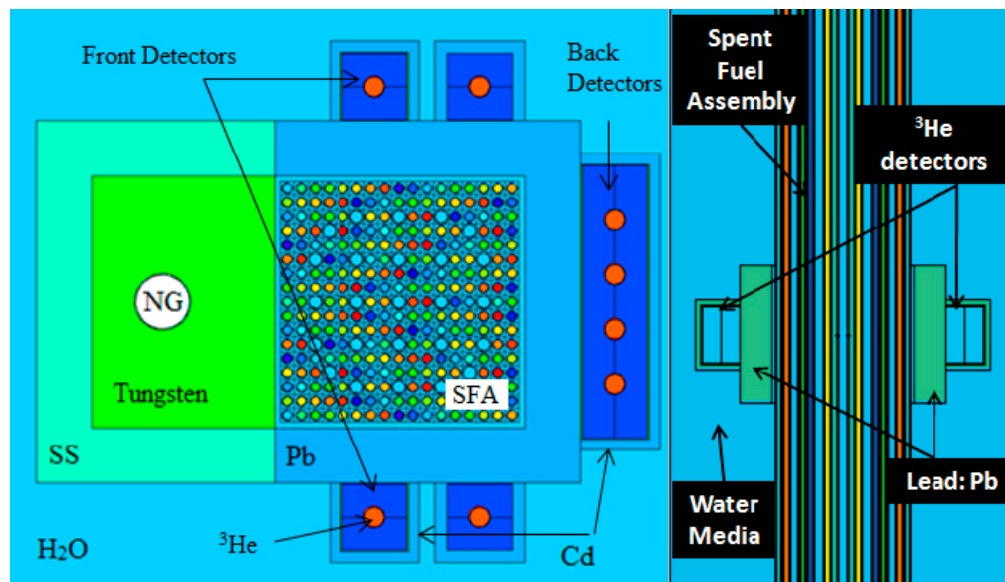 Front Detectors
Back
Detectors
NG
Tungsten
SFA
SS
Pb
³He
H₂O
Cd
Spent
Fuel
Assembly
³He
detectors
Lead: Pb
Water
Media